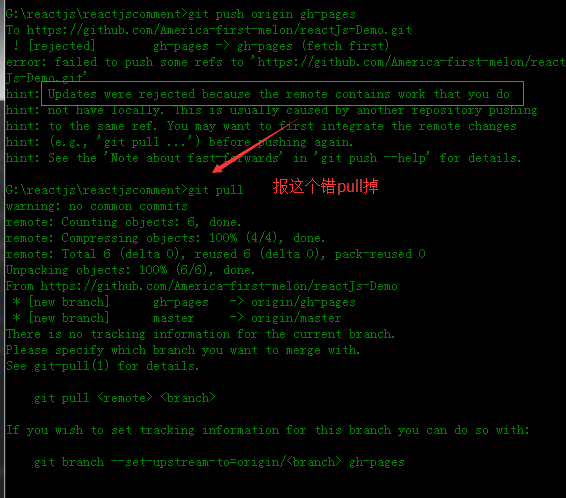 G:\reactjs\reactjscomment>git push origin gh-pages
To https://github.com/America-first-melon/reactJs-Demo.git
 ! [rejected]        gh-pages -> gh-pages (fetch first)
error: failed to push some refs to 'https://github.com/America-first-melon/react
Js-Demo.git'
hint: Updates were rejected because the remote contains work that you do
hint: not have locally. This is usually caused by another repository pushing
hint: to the same ref. You may want to first integrate the remote changes
hint: (e.g., 'git pull ...') before pushing again.
hint: See the 'Note about fast-forwards' in 'git push --help' for details.
G:\reactjs\reactjscomment>git pull
报这个错pull掉
warning: no common commits
remote: Counting objects: 6, done.
remote: Compressing objects: 100% (4/4), done.
remote: Total 6 (delta 0), reused 6 (delta 0), pack-reused 0
Unpacking objects: 100% (6/6), done.
From https://github.com/America-first-melon/reactJs-Demo
 * [new branch]      gh-pages   -> origin/gh-pages
 * [new branch]      master     -> origin/master
There is no tracking information for the current branch.
Please specify which branch you want to merge with.
See git-pull(1) for details.
    git pull <remote> <branch>
If you wish to set tracking information for this branch you can do so with:
    git branch --set-upstream-to=origin/<branch> gh-pages